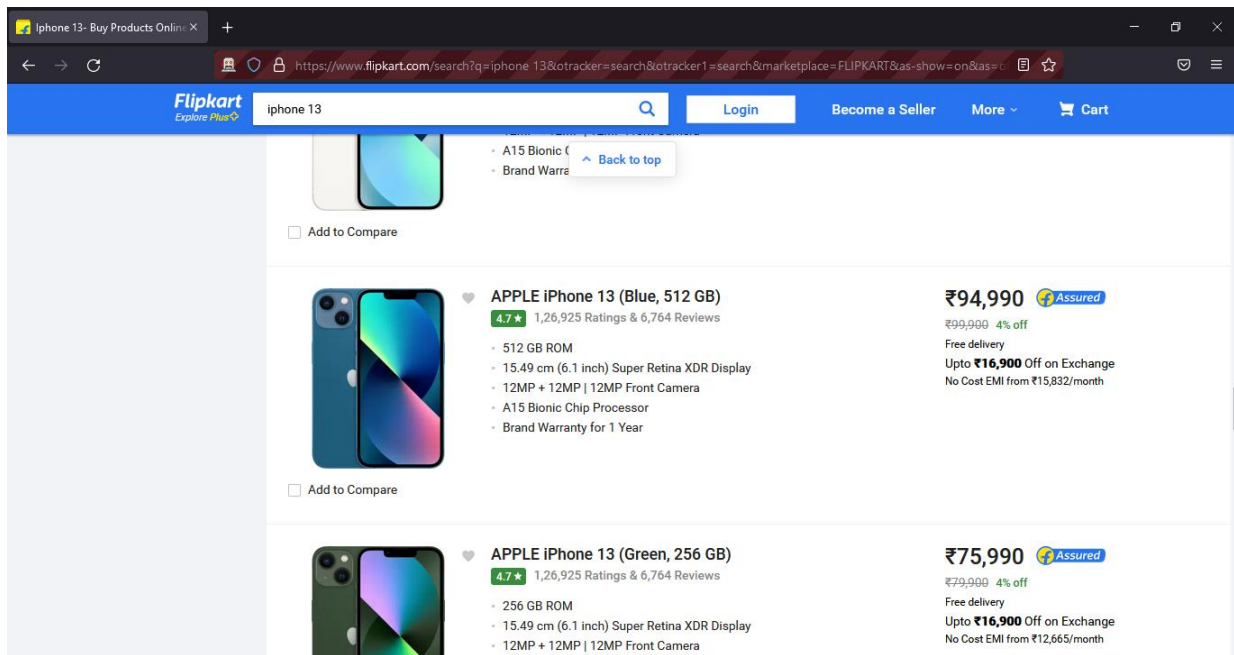 Iphone 13- Buy Products Online
https://www.flipkart.com/search?q=iphone 13&otracker=search&otracker1=search&marketplace=FLIPKART&as-show=on&as=
Flipkart
Explore Plus
iphone 13
Login
Become a Seller
More
Cart
A15 Bionic
Back to top
Brand
Add to Compare
APPLE iPhone 13 (Blue, 512 GB)
₹94,990 Assured
4.7★ 1,26,925 Ratings & 6,764 Reviews
₹99,900 4% off
Free delivery
512 GB ROM
Upto ₹16,900 Off on Exchange
15.49 cm (6.1 inch) Super Retina XDR Display
No Cost EMI from ₹15,832/month
12MP + 12MP | 12MP Front Camera
A15 Bionic Chip Processor
Brand Warranty for 1 Year
Add to Compare
APPLE iPhone 13 (Green, 256 GB)
₹75,990 Assured
4.7★ 1,26,925 Ratings & 6,764 Reviews
₹79,900 4% off
Free delivery
256 GB ROM
Upto ₹16,900 Off on Exchange
15.49 cm (6.1 inch) Super Retina XDR Display
No Cost EMI from ₹12,665/month
12MP + 12MP | 12MP Front Camera